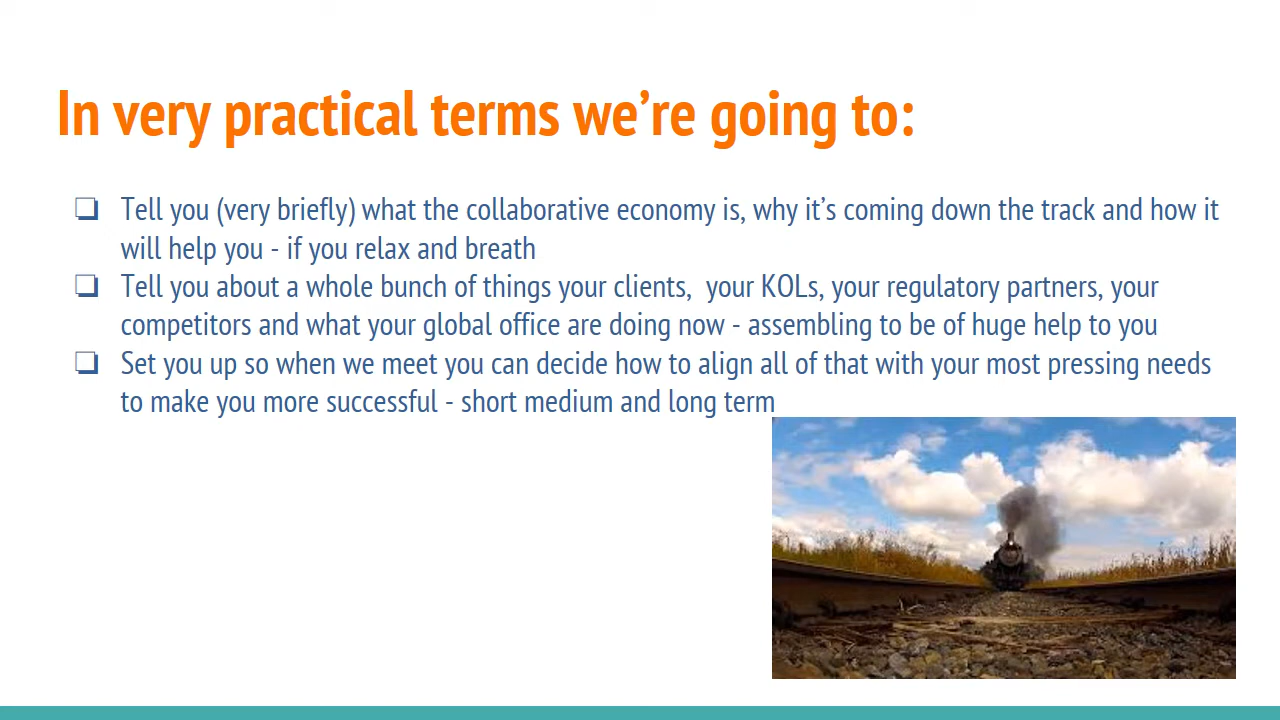 In very practical terms we’re going to:
❏ Tell you (very briefly) what the collaborative economy is, why it’s coming down the track and how it
will help you - if you relax and breath
❏ Tell you about a whole bunch of things your clients,  your KOLs, your regulatory partners, your
competitors and what your global office are doing now - assembling to be of huge help to you
❏ Set you up so when we meet you can decide how to align all of that with your most pressing needs
to make you more successful - short medium and long term